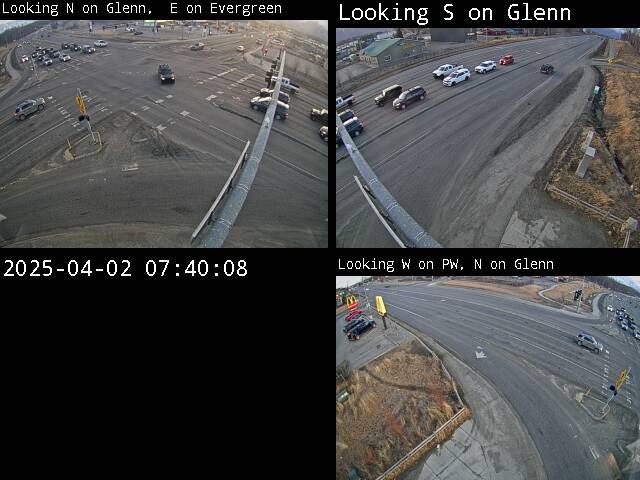 Looking N on Glenn,  E on Evergreen
Looking S on Glenn
2025-04-02 07:40:08
Looking W on PW, N on Glenn